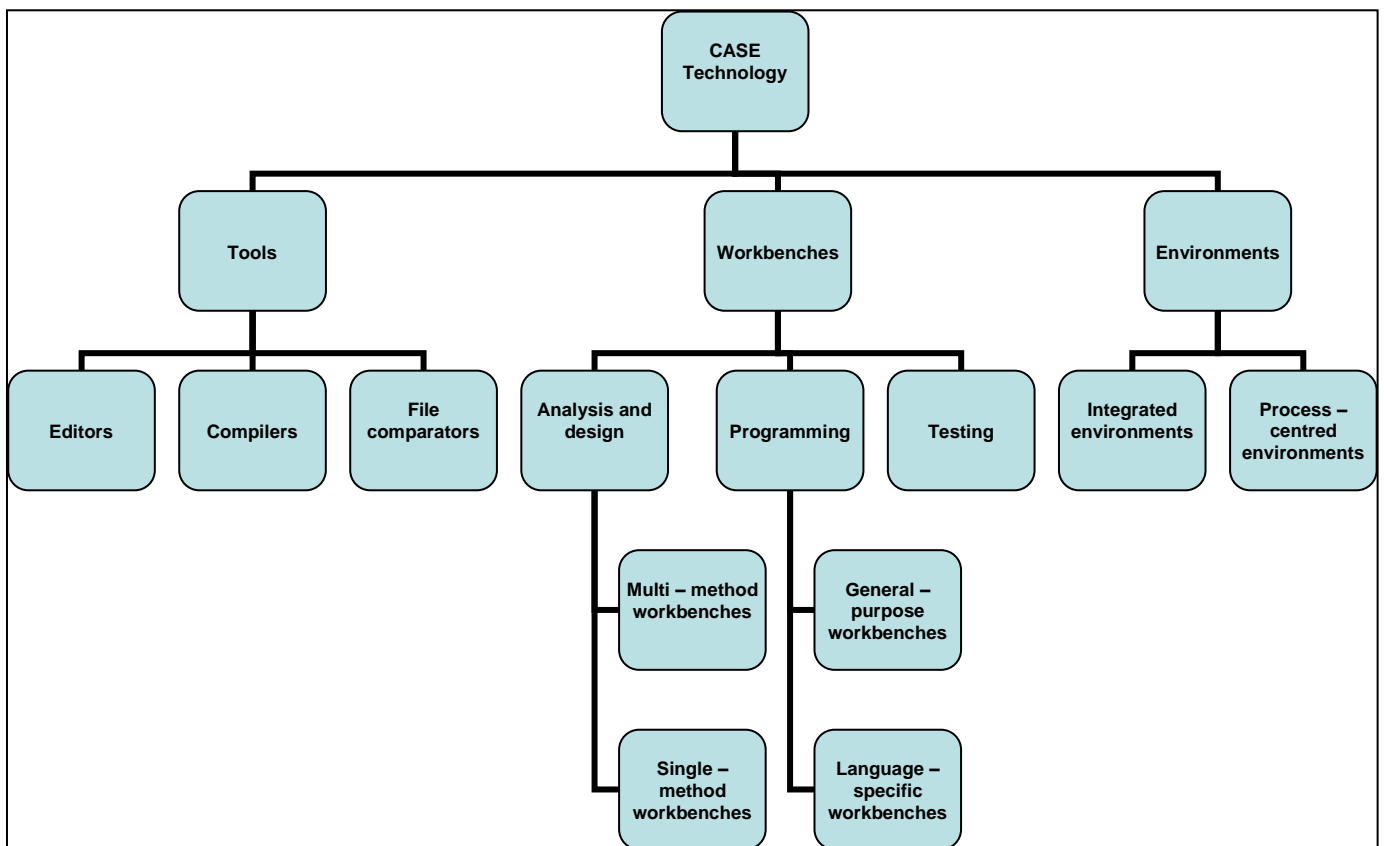 CASE
Technology
Tools
Workbenches
Environments
Editors
Compilers
File
comparators
Analysis and
design
Programming
Testing
Integrated
environments
Process –
centred
environments
Multi – method
workbenches
General –
purpose
workbenches
Single –
method
workbenches
Language –
specific
workbenches